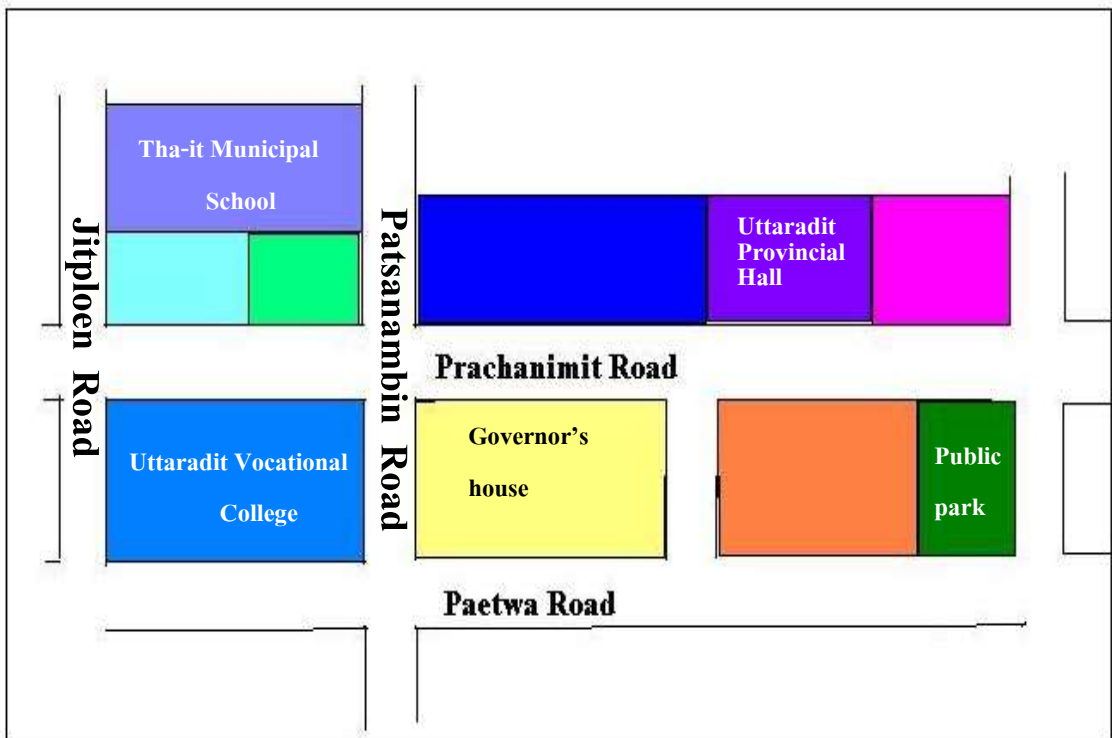 Tha-it Municipal
School
Jitploen Road
Patsanambin Road
Uttaradit
Provincial
Hall
Prachanimit Road
Uttaradit Vocational
College
Governor’s
house
Public
park
Paetwa Road